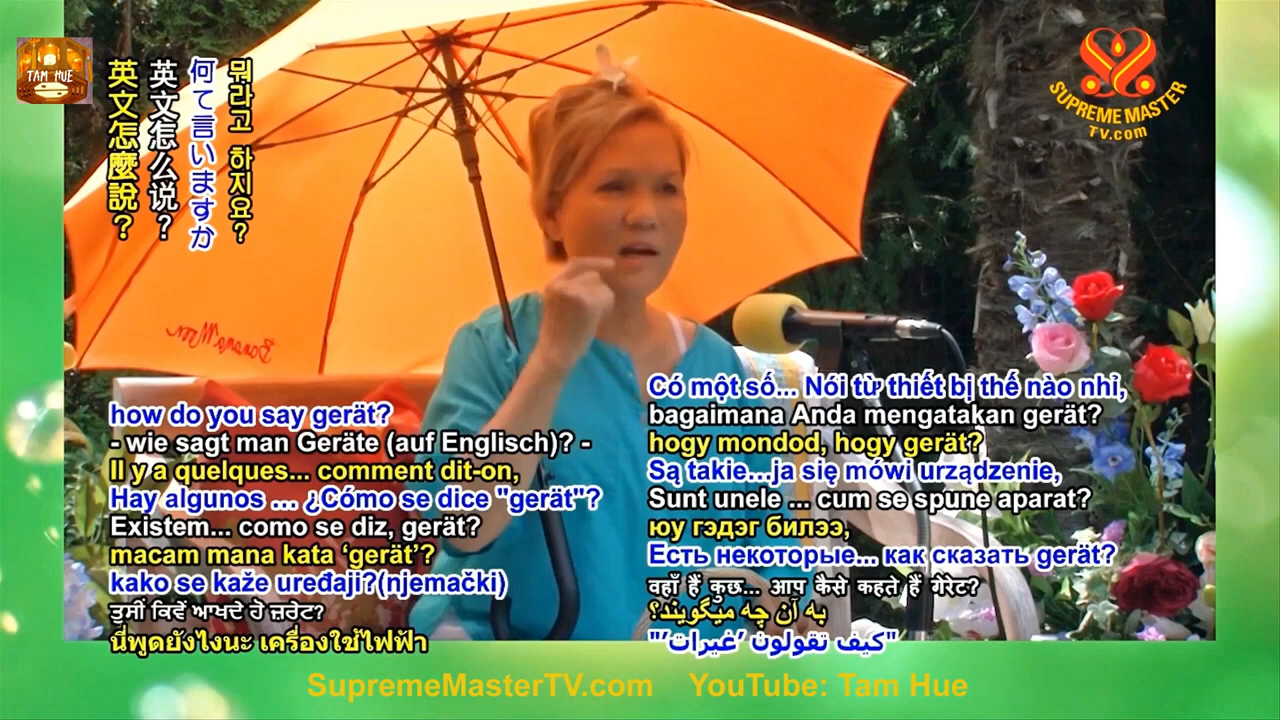 TAM HUE
英文怎麼說？
英文怎么说？
何て言いますか
뭐라고 하지요?
SUPREME MASTER
TV.com
how do you say gerät?
- wie sagt man Geräte (auf Englisch)? -
Il y a quelques... comment dit-on,
Hay algunos ... ¿Cómo se dice "gerät"?
Existem... como se diz, gerät?
macam mana kata ‘gerät’?
kako se kaže uređaji?(njemački)
ਤੁਸੀਂ ਕਿਵੇਂ ਆਖਦੇ ਹੋ ਜ਼ਰੇਟ?
นี่พูดยังไงนะ เครื่องใช้ไฟฟ้า
Có một số... Nói từ thiết bị thế nào nhỉ,
bagaimana Anda mengatakan gerät?
hogy mondod, hogy gerät?
Są takie...ja się mówi urządzenie,
Sunt unele ... cum se spune aparat?
юу гэдэг билээ,
Есть некоторые... как сказать gerät?
वहाँ हैं कुछ... आप कैसे कहते हैं गैरेट?
به آن چه میگویند؟
"كيف تقولون ’غيرات‘"
SupremeMasterTV.com YouTube: Tam Hue